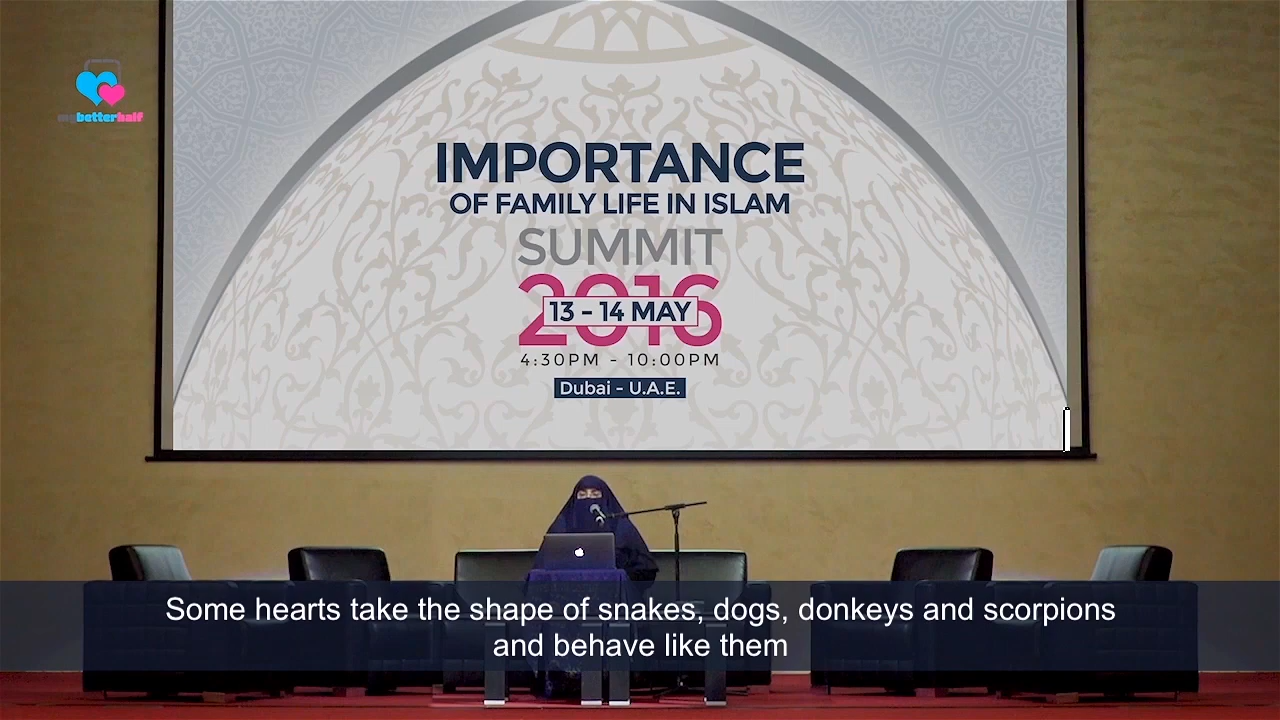 mybetterhalf
IMPORTANCE
OF FAMILY LIFE IN ISLAM
SUMMIT
2016
13 - 14 MAY
4:30PM - 10:00PM
Dubai - U.A.E.
Some hearts take the shape of snakes, dogs, donkeys and scorpions
and behave like them